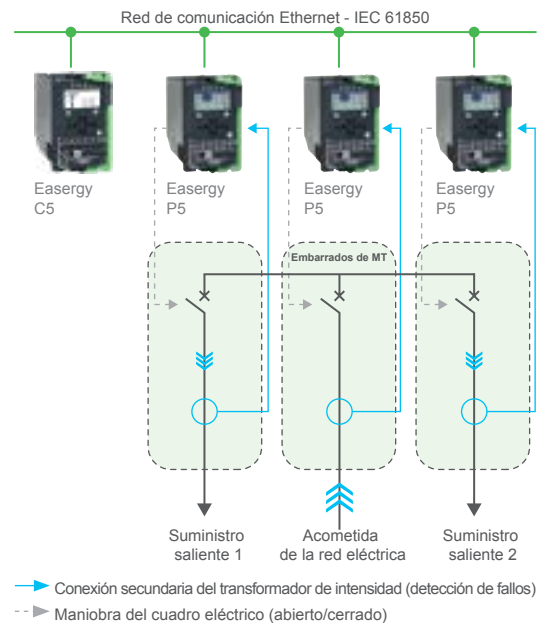 Red de comunicación Ethernet - IEC 61850
Easergy
C5
Easergy
P5
Easergy
P5
Easergy
P5
Embarrados de MT
Suministro
saliente 1
Acometida
de la red eléctrica
Suministro
saliente 2
Conexión secundaria del transformador de intensidad (detección de fallos)
Maniobra del cuadro eléctrico (abierto/cerrado)